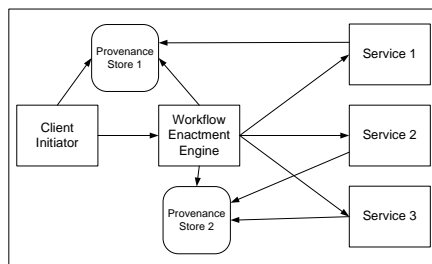 Provenance
Store 1
Service 1
Client
Initiator
Workflow
Enactment
Engine
Service 2
Provenance
Store 2
Service 3